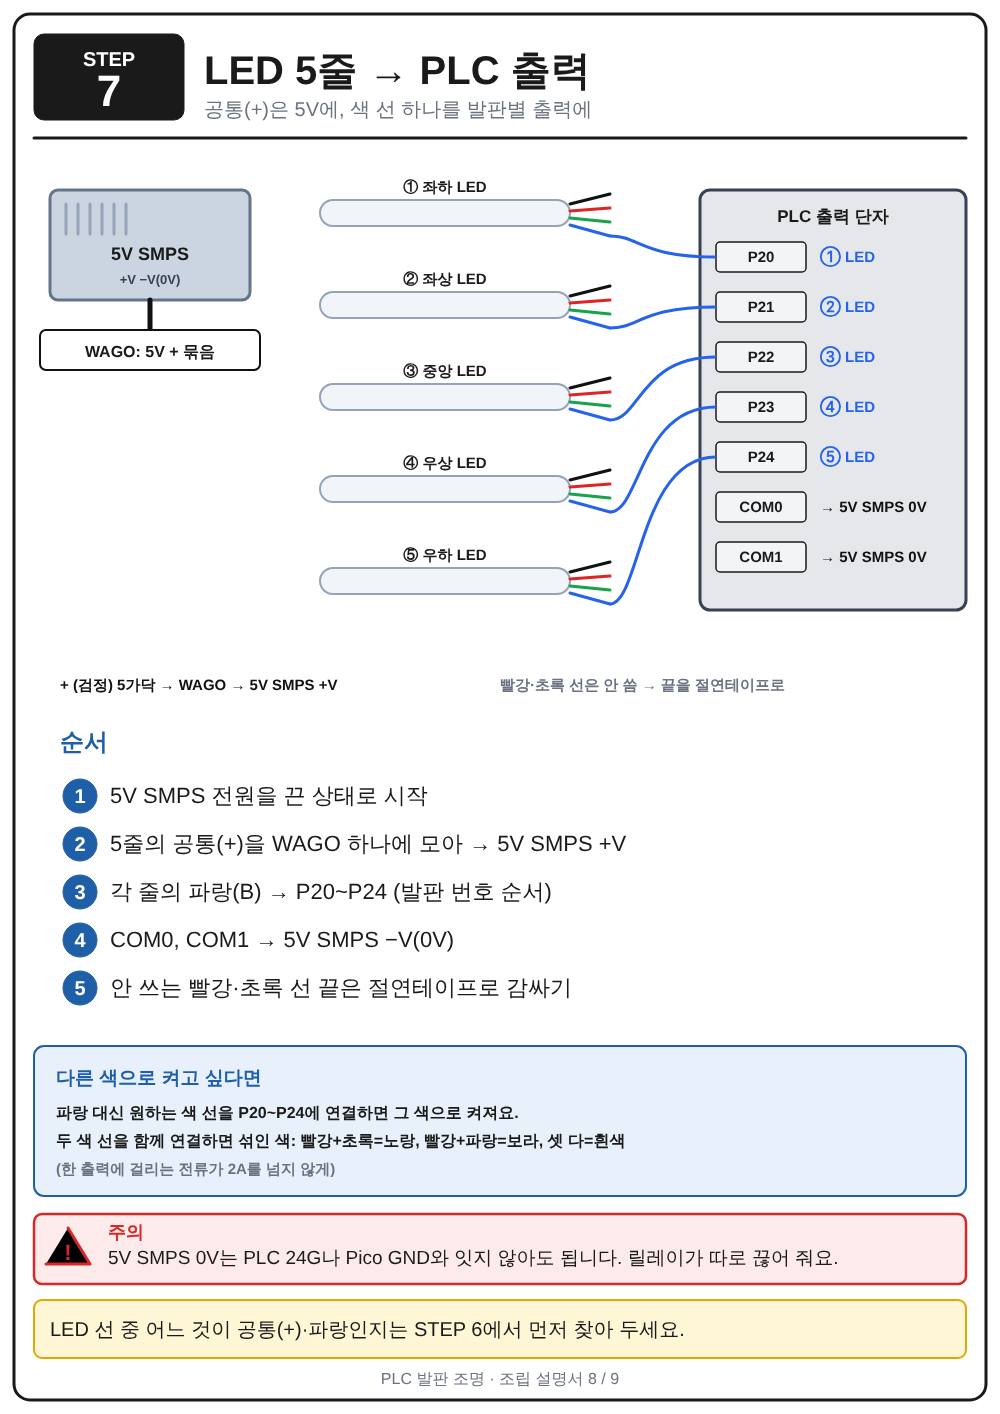 STEP
7
LED 5줄 → PLC 출력
공통(+)은 5V에, 색 선 하나를 발판별 출력에
5V SMPS
+V −V(0V)
WAGO: 5V + 묶음
① 좌하 LED
② 좌상 LED
③ 중앙 LED
④ 우상 LED
⑤ 우하 LED
PLC 출력 단자
P20 ① LED
P21 ② LED
P22 ③ LED
P23 ④ LED
P24 ⑤ LED
COM0 → 5V SMPS 0V
COM1 → 5V SMPS 0V
+ (검정) 5가닥 → WAGO → 5V SMPS +V
빨강·초록 선은 안 씀 → 끝을 절연테이프로
순서
1 5V SMPS 전원을 끈 상태로 시작
2 5줄의 공통(+)을 WAGO 하나에 모아 → 5V SMPS +V
3 각 줄의 파랑(B) → P20~P24 (발판 번호 순서)
4 COM0, COM1 → 5V SMPS −V(0V)
5 안 쓰는 빨강·초록 선 끝은 절연테이프로 감싸기
다른 색으로 켜고 싶다면
파랑 대신 원하는 색 선을 P20~P24에 연결하면 그 색으로 켜져요.
두 색 선을 함께 연결하면 섞인 색: 빨강+초록=노랑, 빨강+파랑=보라, 셋 다=흰색
(한 출력에 걸리는 전류가 2A를 넘지 않게)
!
주의
5V SMPS 0V는 PLC 24G나 Pico GND와 잇지 않아도 됩니다. 릴레이가 따로 끊어 줘요.
LED 선 중 어느 것이 공통(+)·파랑인지는 STEP 6에서 먼저 찾아 두세요.
PLC 발판 조명 · 조립 설명서 8 / 9